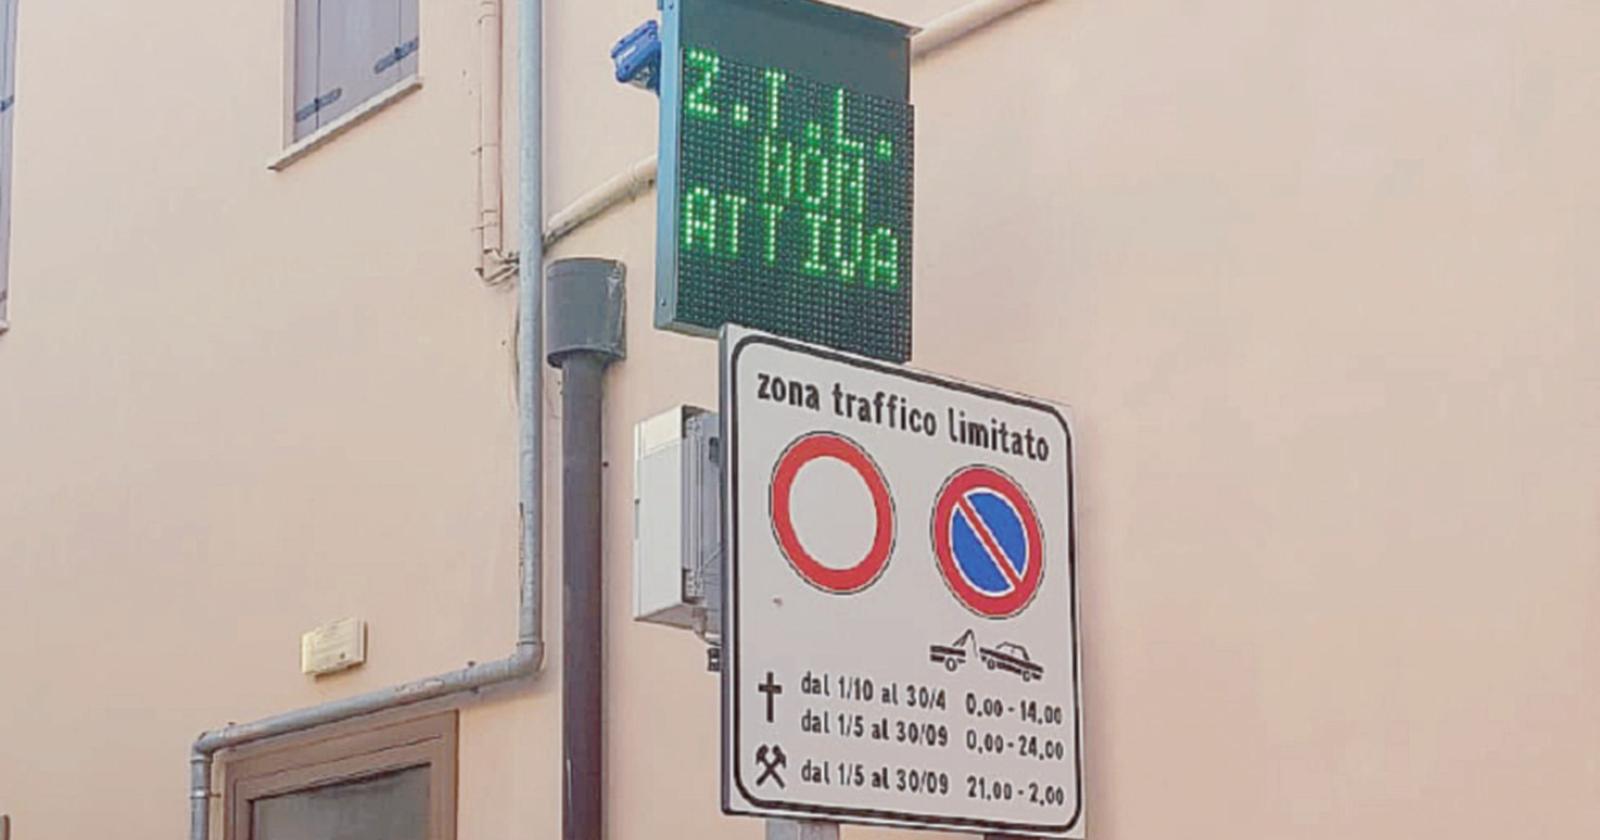 Z.T.L.
NON
ATTIVA
zona traffico limitato
dal 1/10 al 30/4 0.00-14.00
dal 1/5 al 30/09 0.00-24.00
dal 1/5 al 30/09 21.00-2.00